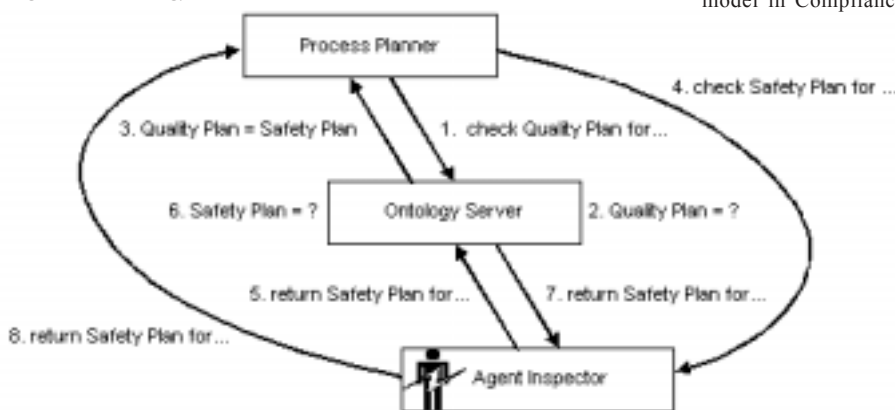 model in Compliance
Process Planner
4. check Safety Plan for ...
3. Quality Plan = Safety Plan
1. check Quality Plan for...
6. Safety Plan = ?
Ontology Server
2. Quality Plan = ?
5. return Safety Plan for...
7. return Safety Plan for...
8. return Safety Plan for...
Agent Inspector